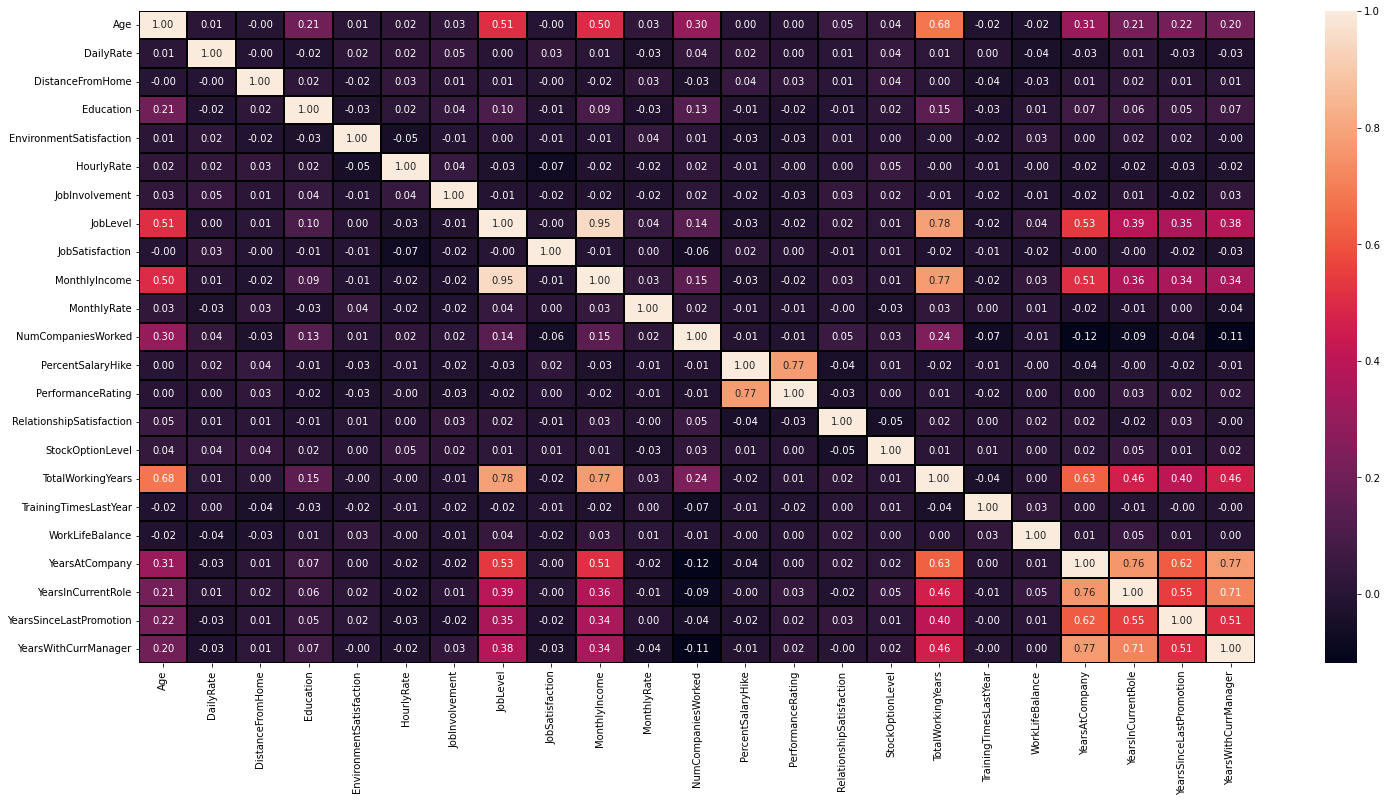 Age 1.00 0.01 -0.00 0.21 0.01 0.02 0.03 0.51 -0.00 0.50 0.03 0.30 0.00 0.00 0.05 0.04 0.68 -0.02 -0.02 0.31 0.21 0.22 0.20 1.0
DailyRate 0.01 1.00 -0.00 -0.02 0.02 0.02 0.05 0.00 0.03 0.01 -0.03 0.04 0.02 0.00 0.01 0.04 0.01 0.00 -0.04 -0.03 0.01 -0.03 -0.03
DistanceFromHome -0.00 -0.00 1.00 0.02 -0.02 0.03 0.01 0.01 -0.00 -0.02 0.03 -0.03 0.04 0.03 0.01 0.04 0.00 -0.04 -0.03 0.01 0.02 0.01 0.01
Education 0.21 -0.02 0.02 1.00 -0.03 0.02 0.04 0.10 -0.01 0.09 -0.03 0.13 -0.01 -0.02 -0.01 0.02 0.15 -0.03 0.01 0.07 0.06 0.05 0.07 0.8
EnvironmentSatisfaction 0.01 0.02 -0.02 -0.03 1.00 -0.05 -0.01 0.00 -0.01 -0.01 0.04 0.01 -0.03 -0.03 0.01 0.00 -0.00 -0.02 0.03 0.00 0.02 0.02 -0.00
HourlyRate 0.02 0.02 0.03 0.02 -0.05 1.00 0.04 -0.03 -0.07 -0.02 -0.02 0.02 -0.01 -0.00 0.00 0.05 -0.00 -0.01 -0.00 -0.02 -0.02 -0.03 -0.02
JobInvolvement 0.03 0.05 0.01 0.04 -0.01 0.04 1.00 -0.01 -0.02 -0.02 -0.02 0.02 -0.02 -0.03 0.03 0.02 -0.01 -0.02 -0.01 -0.02 0.01 -0.02 0.03
JobLevel 0.51 0.00 0.01 0.10 0.00 -0.03 -0.01 1.00 -0.00 0.95 0.04 0.14 -0.03 -0.02 0.02 0.01 0.78 -0.02 0.04 0.53 0.39 0.35 0.38 0.6
JobSatisfaction -0.00 0.03 -0.00 -0.01 -0.01 -0.07 -0.02 -0.00 1.00 -0.01 0.00 -0.06 0.02 0.00 -0.01 0.01 -0.02 -0.01 -0.02 -0.00 -0.00 -0.02 -0.03
MonthlyIncome 0.50 0.01 -0.02 0.09 -0.01 -0.02 -0.02 0.95 -0.01 1.00 0.03 0.15 -0.03 -0.02 0.03 0.01 0.77 -0.02 0.03 0.51 0.36 0.34 0.34
MonthlyRate 0.03 -0.03 0.03 -0.03 0.04 -0.02 -0.02 0.04 0.00 0.03 1.00 0.02 -0.01 -0.01 -0.00 -0.03 0.03 0.00 0.01 -0.02 -0.01 0.00 -0.04
NumCompaniesWorked 0.30 0.04 -0.03 0.13 0.01 0.02 0.02 0.14 -0.06 0.15 0.02 1.00 -0.01 -0.01 0.05 0.03 0.24 -0.07 -0.01 -0.12 -0.09 -0.04 -0.11 0.4
PercentSalaryHike 0.00 0.02 0.04 -0.01 -0.03 -0.01 -0.02 -0.03 0.02 -0.03 -0.01 -0.01 1.00 0.77 -0.04 0.01 -0.02 -0.01 -0.00 -0.04 -0.00 -0.02 -0.01
PerformanceRating 0.00 0.00 0.03 -0.02 -0.03 -0.00 -0.03 -0.02 0.00 -0.02 -0.01 -0.01 0.77 1.00 -0.03 0.00 0.01 -0.02 0.00 0.00 0.03 0.02 0.02
RelationshipSatisfaction 0.05 0.01 0.01 -0.01 0.01 0.00 0.03 0.02 -0.01 0.03 -0.00 0.05 -0.04 -0.03 1.00 -0.05 0.02 0.00 0.02 0.02 -0.02 0.03 -0.00 0.2
StockOptionLevel 0.04 0.04 0.04 0.02 0.00 0.05 0.02 0.01 0.01 0.01 -0.03 0.03 0.01 0.00 -0.05 1.00 0.01 0.01 0.00 0.02 0.05 0.01 0.02
TotalWorkingYears 0.68 0.01 0.00 0.15 -0.00 -0.00 -0.01 0.78 -0.02 0.77 0.03 0.24 -0.02 0.01 0.02 0.01 1.00 -0.04 0.00 0.63 0.46 0.40 0.46
TrainingTimesLastYear -0.02 0.00 -0.04 -0.03 -0.02 -0.01 -0.02 -0.02 -0.01 -0.02 0.00 -0.07 -0.01 -0.02 0.00 0.01 -0.04 1.00 0.03 0.00 -0.01 -0.00 -0.00
WorkLifeBalance -0.02 -0.04 -0.03 0.01 0.03 -0.00 -0.01 0.04 -0.02 0.03 0.01 -0.01 -0.00 0.00 0.02 0.00 0.00 0.03 1.00 0.01 0.05 0.01 0.00
YearsAtCompany 0.31 -0.03 0.01 0.07 0.00 -0.02 -0.02 0.53 -0.00 0.51 -0.02 -0.12 -0.04 0.00 0.02 0.02 0.63 0.00 0.01 1.00 0.76 0.62 0.77
YearsInCurrentRole 0.21 0.01 0.02 0.06 0.02 -0.02 0.01 0.39 -0.00 0.36 -0.01 -0.09 -0.00 0.03 -0.02 0.05 0.46 -0.01 0.05 0.76 1.00 0.55 0.71 0.0
YearsSinceLastPromotion 0.22 -0.03 0.01 0.05 0.02 -0.03 -0.02 0.35 -0.02 0.34 0.00 -0.04 -0.02 0.02 0.03 0.01 0.40 -0.00 0.01 0.62 0.55 1.00 0.51
YearsWithCurrManager 0.20 -0.03 0.01 0.07 -0.00 -0.02 0.03 0.38 -0.03 0.34 -0.04 -0.11 -0.01 0.02 -0.00 0.02 0.46 -0.00 0.00 0.77 0.71 0.51 1.00
Age
DailyRate
DistanceFromHome
Education
EnvironmentSatisfaction
HourlyRate
JobInvolvement
JobLevel
JobSatisfaction
MonthlyIncome
MonthlyRate
NumCompaniesWorked
PercentSalaryHike
PerformanceRating
RelationshipSatisfaction
StockOptionLevel
TotalWorkingYears
TrainingTimesLastYear
WorkLifeBalance
YearsAtCompany
YearsInCurrentRole
YearsSinceLastPromotion
YearsWithCurrManager